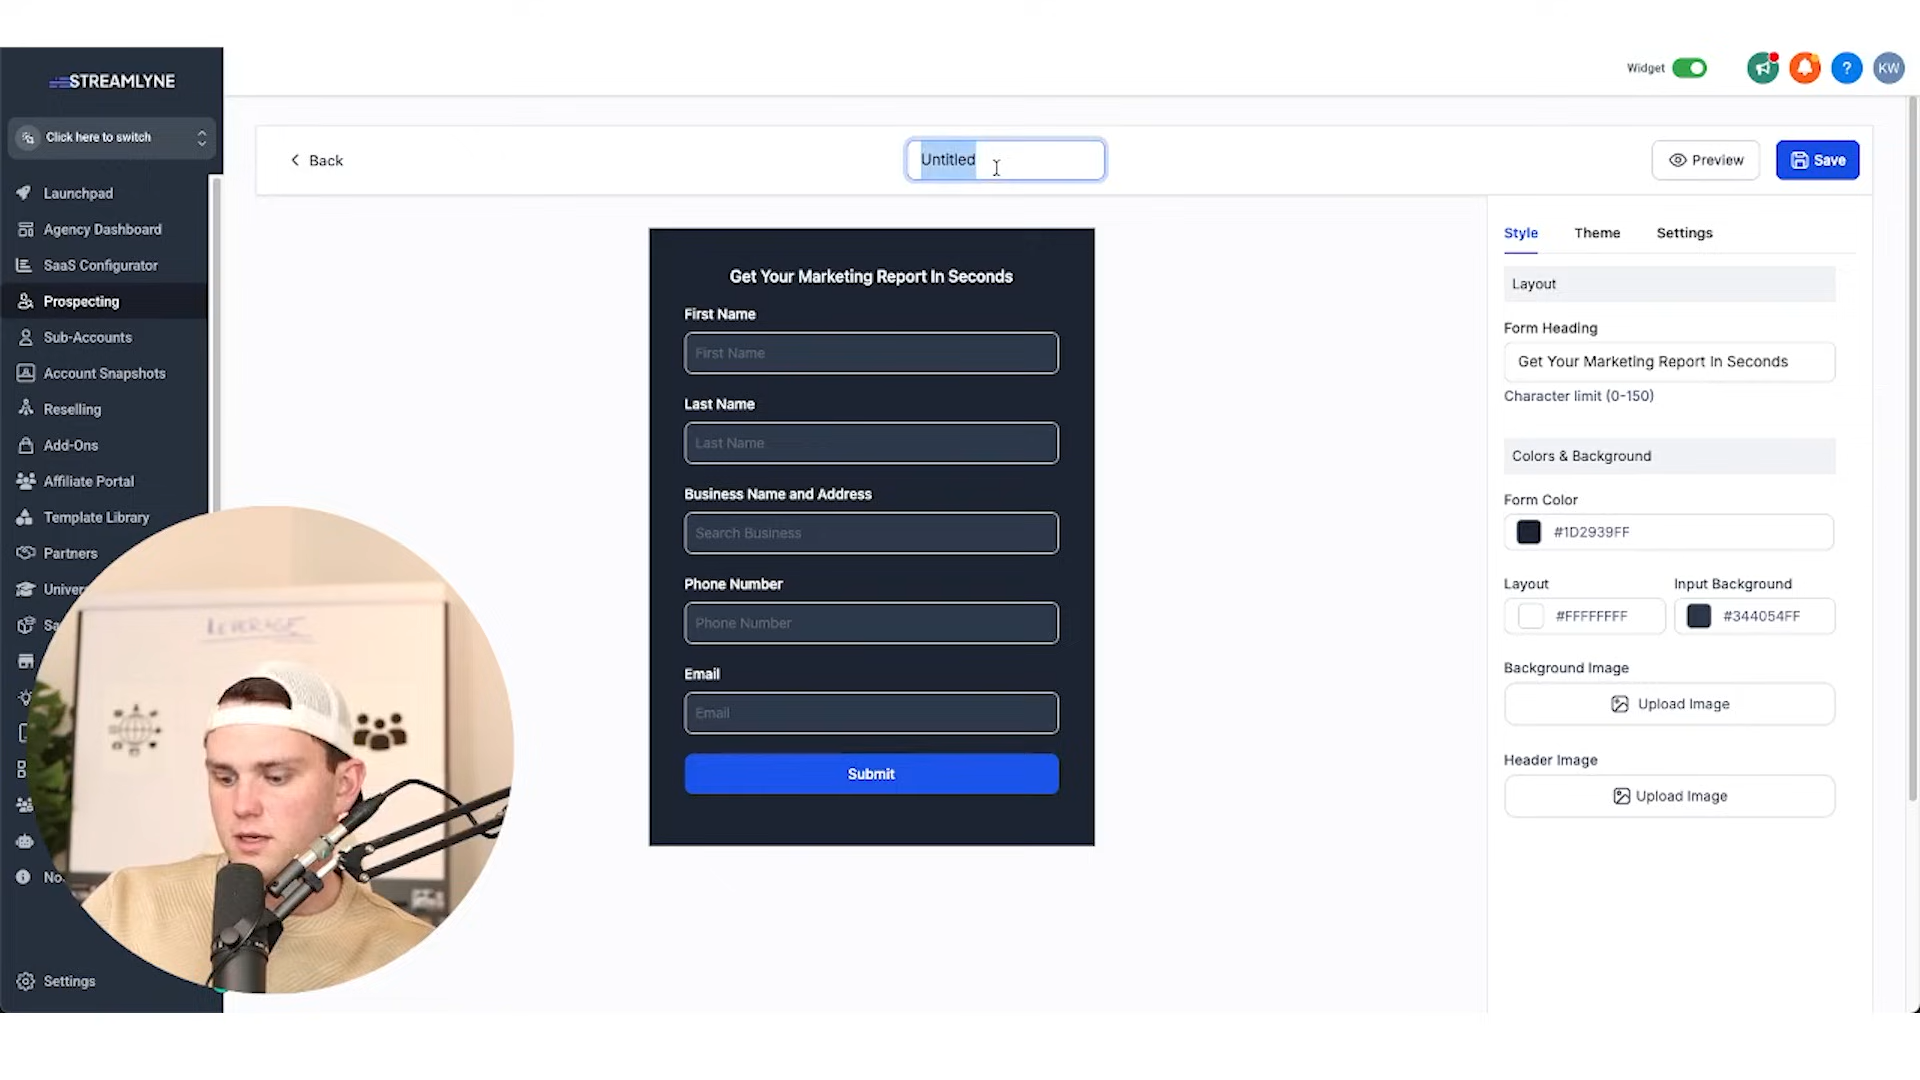 STREAMLYNE
Widget
?
KW
Click here to switch
Back
Untitled
Preview
Save
Launchpad
Agency Dashboard
SaaS Configurator
Prospecting
Sub-Accounts
Account Snapshots
Reselling
Add-Ons
Affiliate Portal
Template Library
Partners
Settings
LEVERAGE
Get Your Marketing Report In Seconds
First Name
First Name
Last Name
Last Name
Business Name and Address
Search Business
Phone Number
Phone Number
Email
Email
Submit
Style
Theme
Settings
Layout
Form Heading
Get Your Marketing Report In Seconds
Character limit (0-150)
Colors & Background
Form Color
#1D2939FF
Layout
Input Background
#FFFFFFFF
#344054FF
Background Image
Upload Image
Header Image
Upload Image